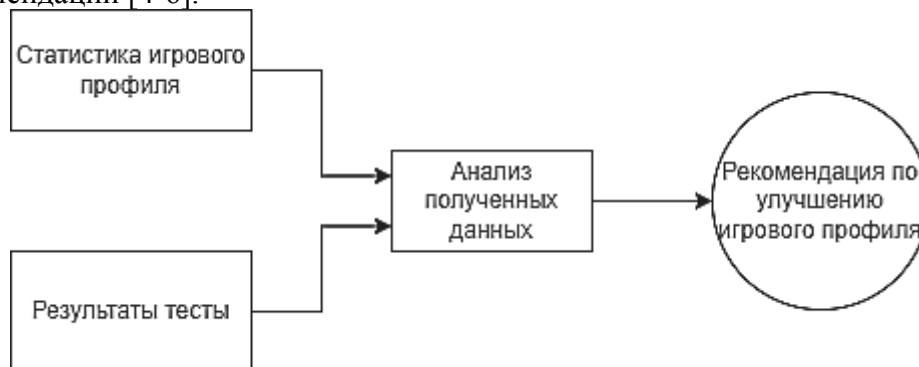 Статистика игрового
профиля
Анализ
полученных
данных
Рекомендация по
улучшению
игрового профиля
Результаты тесты